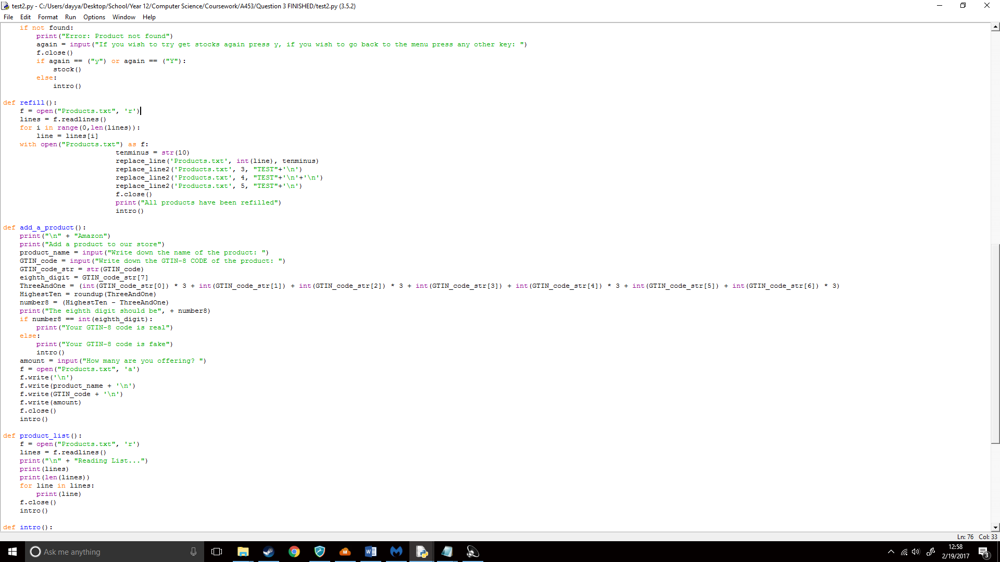 test2.py - C:/Users/dayya/Desktop/School/Year 12/Computer Science/Coursework/A453/Question 3 FINISHED/test2.py (3.5.2)
File Edit Format Run Options Window Help
    if not found:
        print("Error: Product not found")
        again = input("If you wish to try get stocks again press y, if you wish to go back to the menu press any other key: ")
        f.close()
        if again == ("y") or again == ("Y"):
            stock()
        else:
            intro()

def refill():
    f = open("Products.txt", 'r')
    lines = f.readlines()
    for i in range(0,len(lines)):
        line = lines[i]
    with open("Products.txt") as f:
                           tenminus = str(10)
                           replace_line('Products.txt', int(line), tenminus)
                           replace_line2('Products.txt', 3, "TEST"+'\n')
                           replace_line2('Products.txt', 4, "TEST"+'\n'+'\n')
                           replace_line2('Products.txt', 5, "TEST"+'\n')
                           f.close()
                           print("All products have been refilled")
                           intro()

def add_a_product():
    print("\n" + "Amazon")
    print("Add a product to our store")
    product_name = input("Write down the name of the product: ")
    GTIN_code = input("Write down the GTIN-8 CODE of the product: ")
    GTIN_code_str = str(GTIN_code)
    eighth_digit = GTIN_code_str[7]
    ThreeAndOne = (int(GTIN_code_str[0]) * 3 + int(GTIN_code_str[1]) + int(GTIN_code_str[2]) * 3 + int(GTIN_code_str[3]) + int(GTIN_code_str[4]) * 3 + int(GTIN_code_str[5]) + int(GTIN_code_str[6]) * 3)
    HighestTen = roundup(ThreeAndOne)
    number8 = (HighestTen - ThreeAndOne)
    print("The eighth digit should be", + number8)
    if number8 == int(eighth_digit):
        print("Your GTIN-8 code is real")
    else:
        print("Your GTIN-8 code is fake")
        intro()
    amount = input("How many are you offering? ")
    f = open("Products.txt", 'a')
    f.write('\n')
    f.write(product_name + '\n')
    f.write(GTIN_code + '\n')
    f.write(amount)
    f.close()
    intro()

def product_list():
    f = open("Products.txt", 'r')
    lines = f.readlines()
    print("\n" + "Reading List...")
    print(lines)
    print(len(lines))
    for line in lines:
        print(line)
    f.close()
    intro()

def intro():
Ln: 76 Col: 33
Ask me anything
12:58
2/19/2017
3